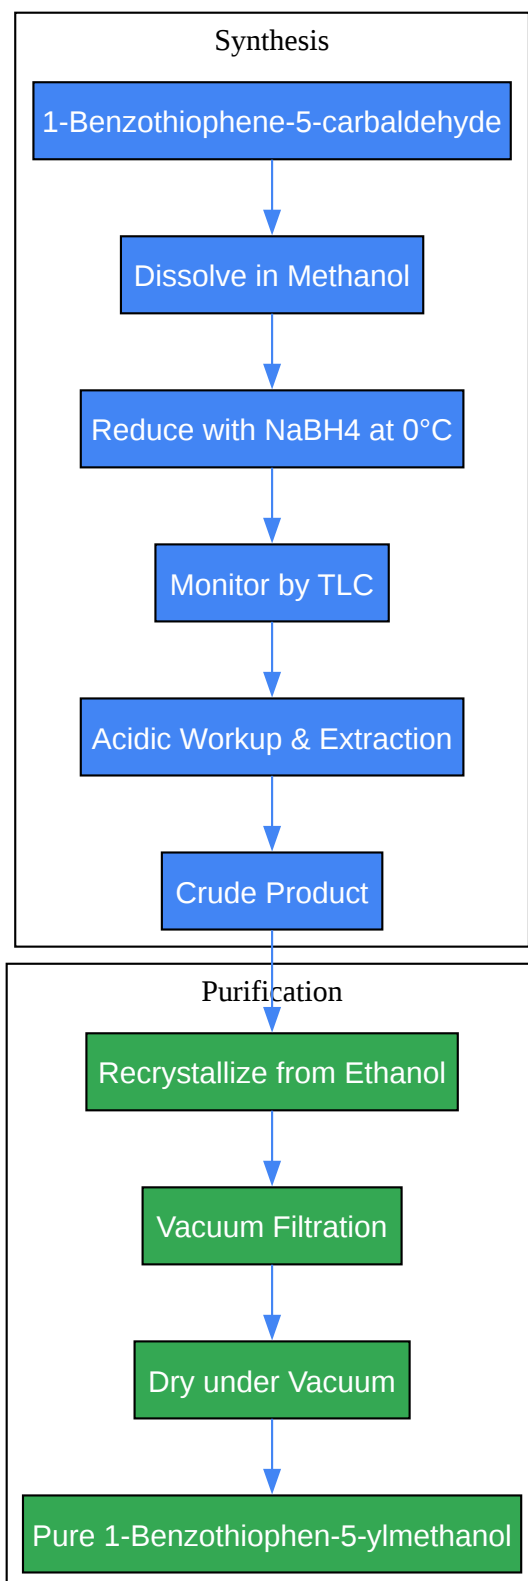 Synthesis
1-Benzothiophene-5-carbaldehyde
Dissolve in Methanol
Reduce with NaBH4 at 0°C
Monitor by TLC
Acidic Workup & Extraction
Crude Product
Purification
Recrystallize from Ethanol
Vacuum Filtration
Dry under Vacuum
Pure 1-Benzothiophen-5-ylmethanol